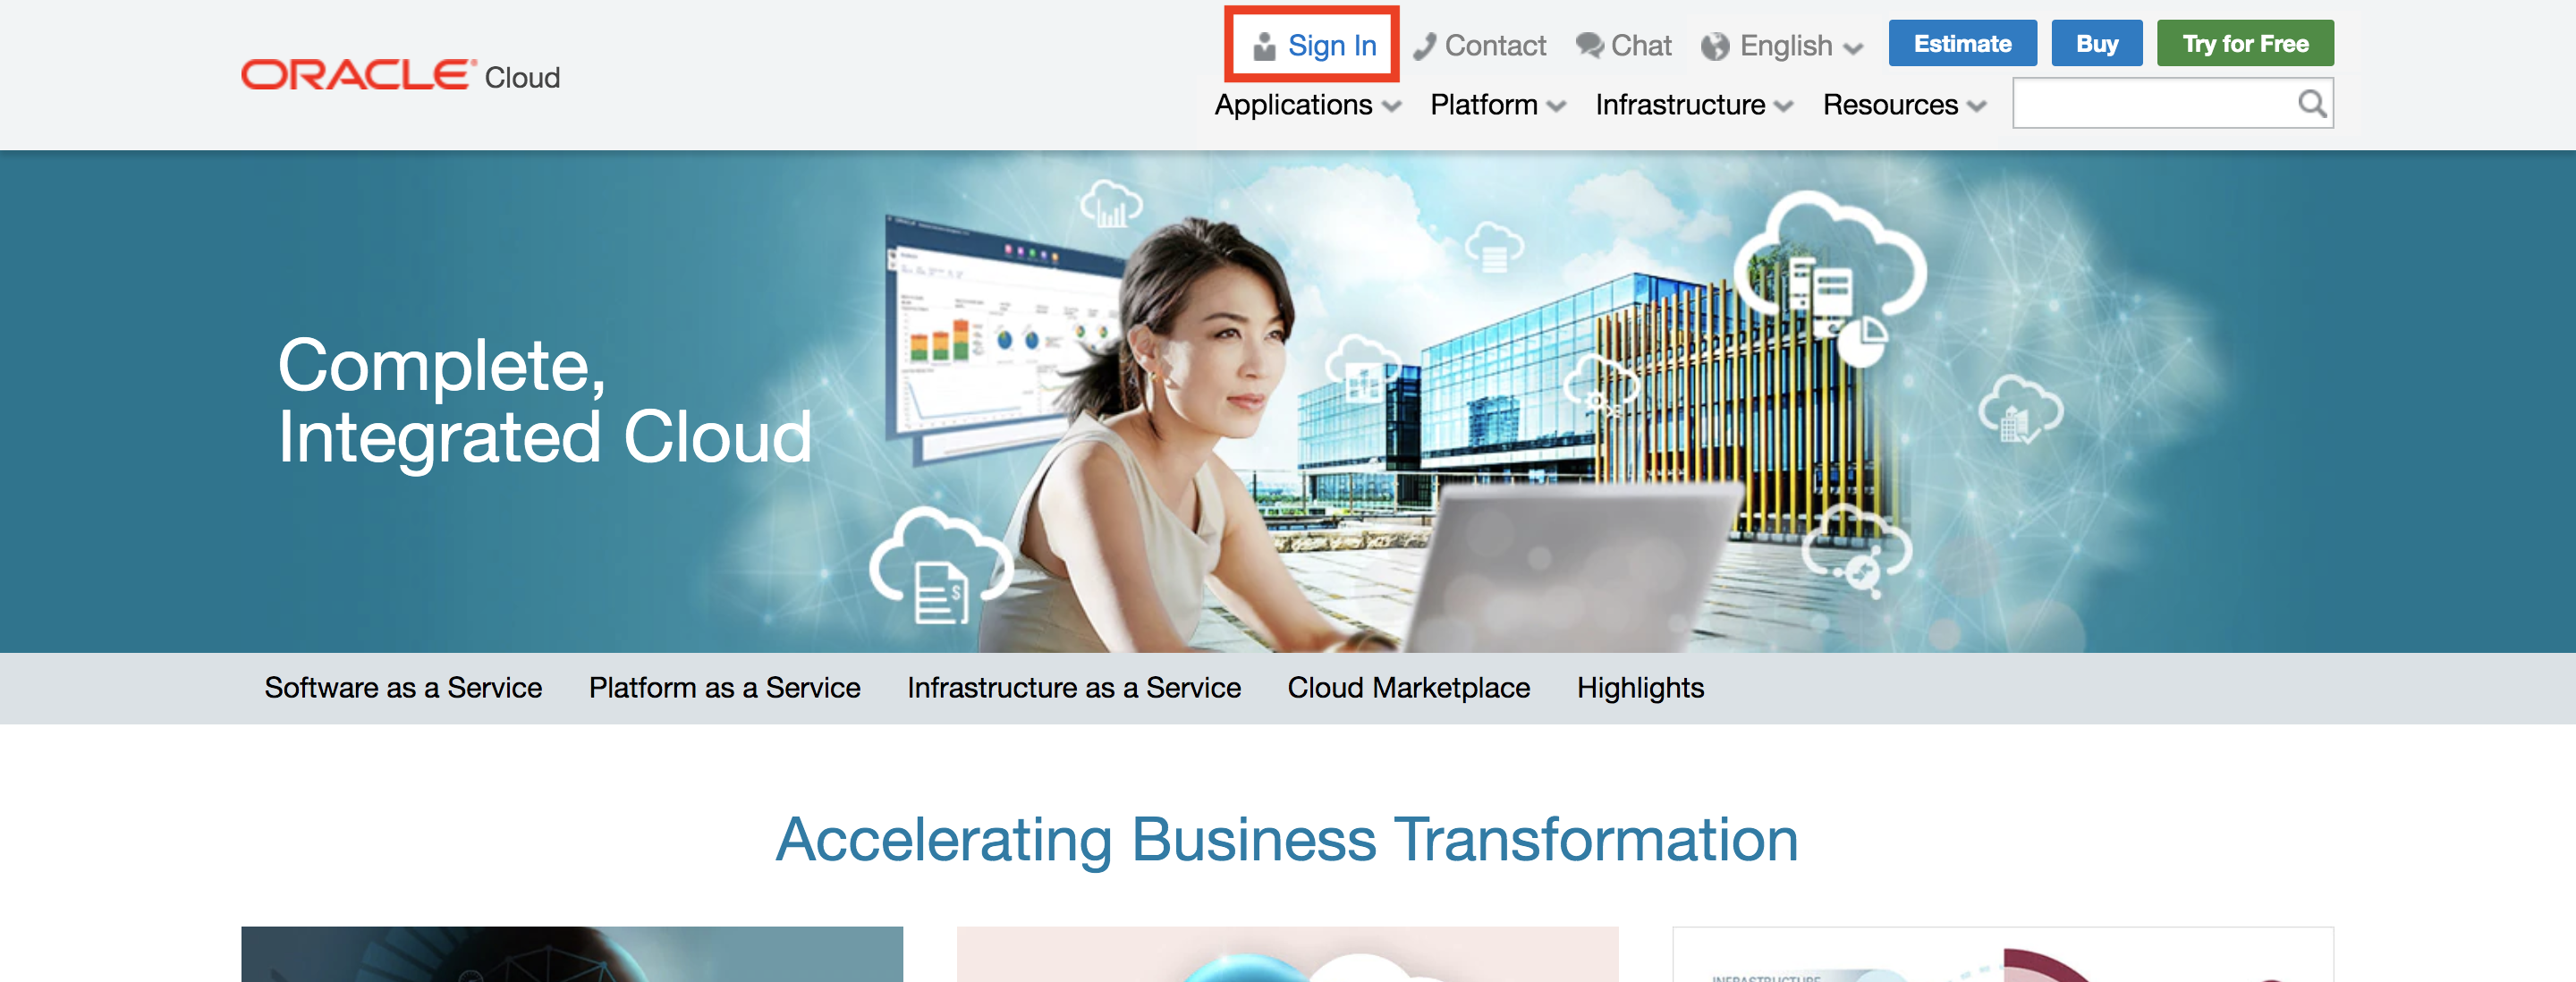 Sign In
Contact
Chat
English
Estimate
Buy
Try for Free
ORACLE Cloud
Applications
Platform
Infrastructure
Resources
Complete,
Integrated Cloud
Software as a Service
Platform as a Service
Infrastructure as a Service
Cloud Marketplace
Highlights
Accelerating Business Transformation
INFRASTRUCTURE